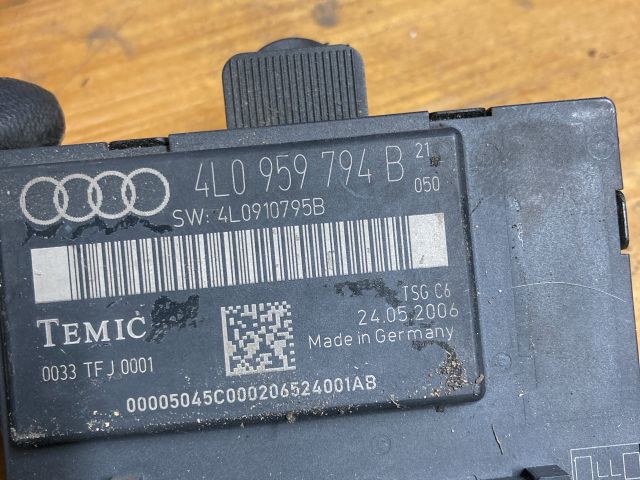 4L0 959 794 B 21
050
SW: 4L0910795B
TSG C6
TEMIC 24.05.2006
Made in Germany
0033 TFJ 0001
00005045C000206524001AB
LL